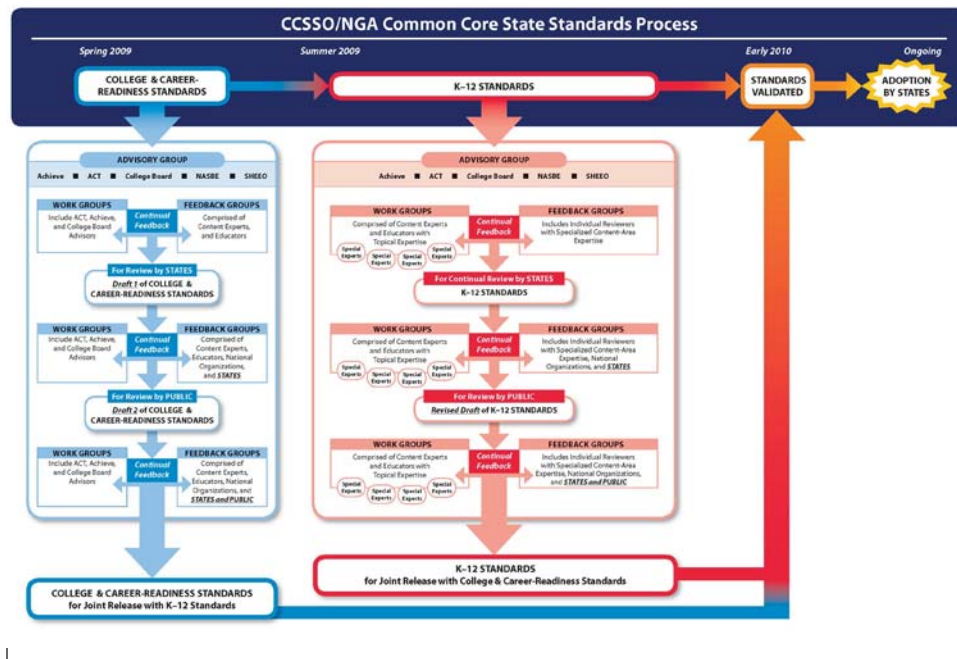 CCSSO/NGA Common Core State Standards Process
Spring 2009
Summer 2009
Early 2010
Ongoing
COLLEGE & CAREER-
READINESS STANDARDS
K–12 STANDARDS
STANDARDS
VALIDATED
ADOPTION
BY STATES
ADVISORY GROUP
Achieve ■ ACT ■ College Board ■ NASBE ■ SHEEO
WORK GROUPS
Include ACT, Achieve,
and College Board
Advisors
Continual
Feedback
FEEDBACK GROUPS
Comprised of
Content Experts,
and Educators
For Review by STATES
Draft 1 of COLLEGE &
CAREER-READINESS STANDARDS
WORK GROUPS
Include ACT, Achieve,
and College Board
Advisors
Continual
Feedback
FEEDBACK GROUPS
Comprised of
Content Experts,
Educators, National
Organizations,
and STATES
For Review by PUBLIC
Draft 2 of COLLEGE &
CAREER-READINESS STANDARDS
WORK GROUPS
Include ACT, Achieve,
and College Board
Advisors
Continual
Feedback
FEEDBACK GROUPS
Comprised of
Content Experts,
Educators, National
Organizations, and
STATES and PUBLIC
COLLEGE & CAREER-READINESS STANDARDS
for Joint Release with K–12 Standards
ADVISORY GROUP
Achieve ■ ACT ■ College Board ■ NASBE ■ SHEEO
WORK GROUPS
Comprised of Content Experts
and Educators with
Topical Expertise
Special
Experts
Special
Experts
Special
Experts
Special
Experts
Continual
Feedback
FEEDBACK GROUPS
Includes Individual Reviewers
with Specialized Content-Area
Expertise
For Continual Review by STATES
K–12 STANDARDS
WORK GROUPS
Comprised of Content Experts
and Educators with
Topical Expertise
Special
Experts
Special
Experts
Special
Experts
Special
Experts
Continual
Feedback
FEEDBACK GROUPS
Includes Individual Reviewers
with Specialized Content-Area
Expertise, National
Organizations, and STATES
For Review by PUBLIC
Revised Draft of K–12 STANDARDS
WORK GROUPS
Comprised of Content Experts
and Educators with
Topical Expertise
Special
Experts
Special
Experts
Special
Experts
Special
Experts
Continual
Feedback
FEEDBACK GROUPS
Includes Individual Reviewers
with Specialized Content-Area
Expertise, National Organizations,
and STATES and PUBLIC
K–12 STANDARDS
for Joint Release with College & Career-Readiness Standards